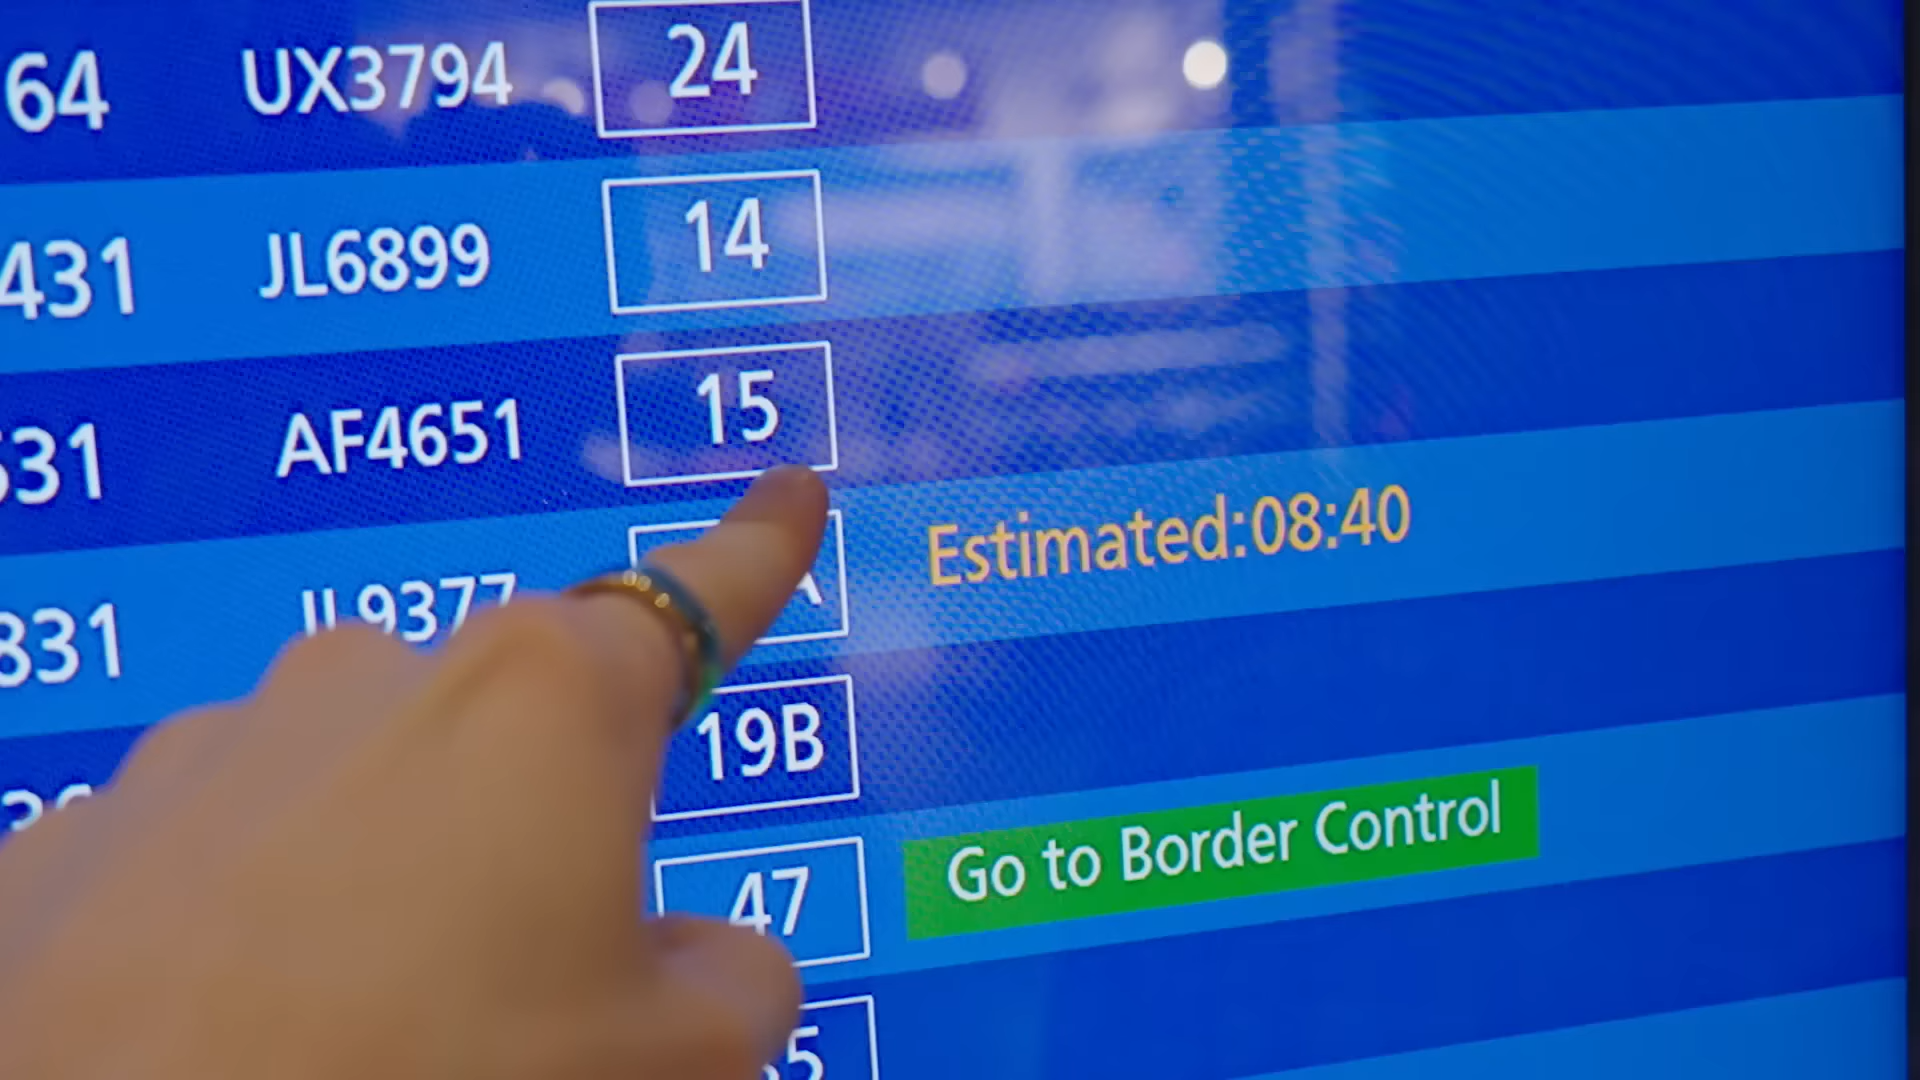 64 UX3794 24
431 JL6899 14
531 AF4651 15
831 JL9377 A Estimated:08:40
19B
47 Go to Border Control